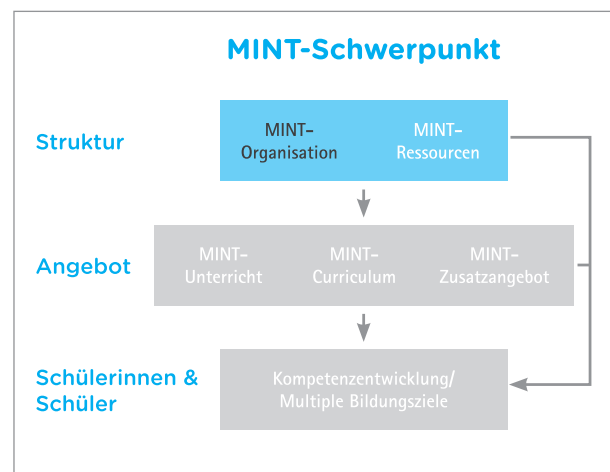 MINT-Schwerpunkt
Struktur
MINT-
Organisation
MINT-
Ressourcen
Angebot
MINT-
Unterricht
MINT-
Curriculum
MINT-
Zusatzangebot
Schülerinnen &
Schüler
Kompetenzentwicklung/
Multiple Bildungsziele